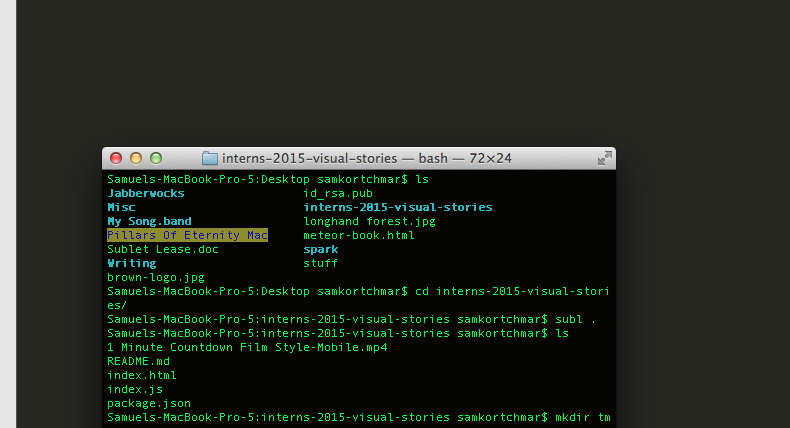 interns-2015-visual-stories — bash — 72×24
Samuels-MacBook-Pro-5:Desktop samkortchmar$ ls
Jabberwocks id_rsa.pub
Misc interns-2015-visual-stories
My Song.band longhand forest.jpg
Pillars Of Eternity Mac meteor-book.html
Sublet Lease.doc spark
Writing stuff
brown-logo.jpg
Samuels-MacBook-Pro-5:Desktop samkortchmar$ cd interns-2015-visual-stori
es/
Samuels-MacBook-Pro-5:interns-2015-visual-stories samkortchmar$ subl .
Samuels-MacBook-Pro-5:interns-2015-visual-stories samkortchmar$ ls
1 Minute Countdown Film Style-Mobile.mp4
README.md
index.html
index.js
package.json
Samuels-MacBook-Pro-5:interns-2015-visual-stories samkortchmar$ mkdir tm